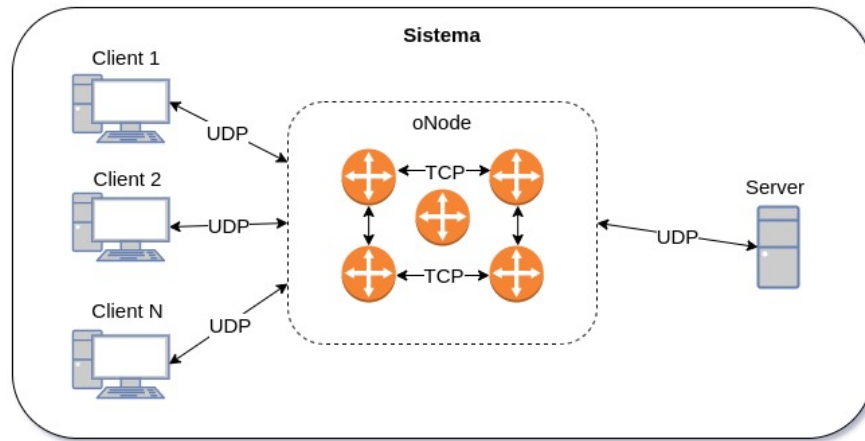 Sistema
Client 1
UDP
oNode
TCP
Client 2
UDP
Server
UDP
TCP
Client N
UDP